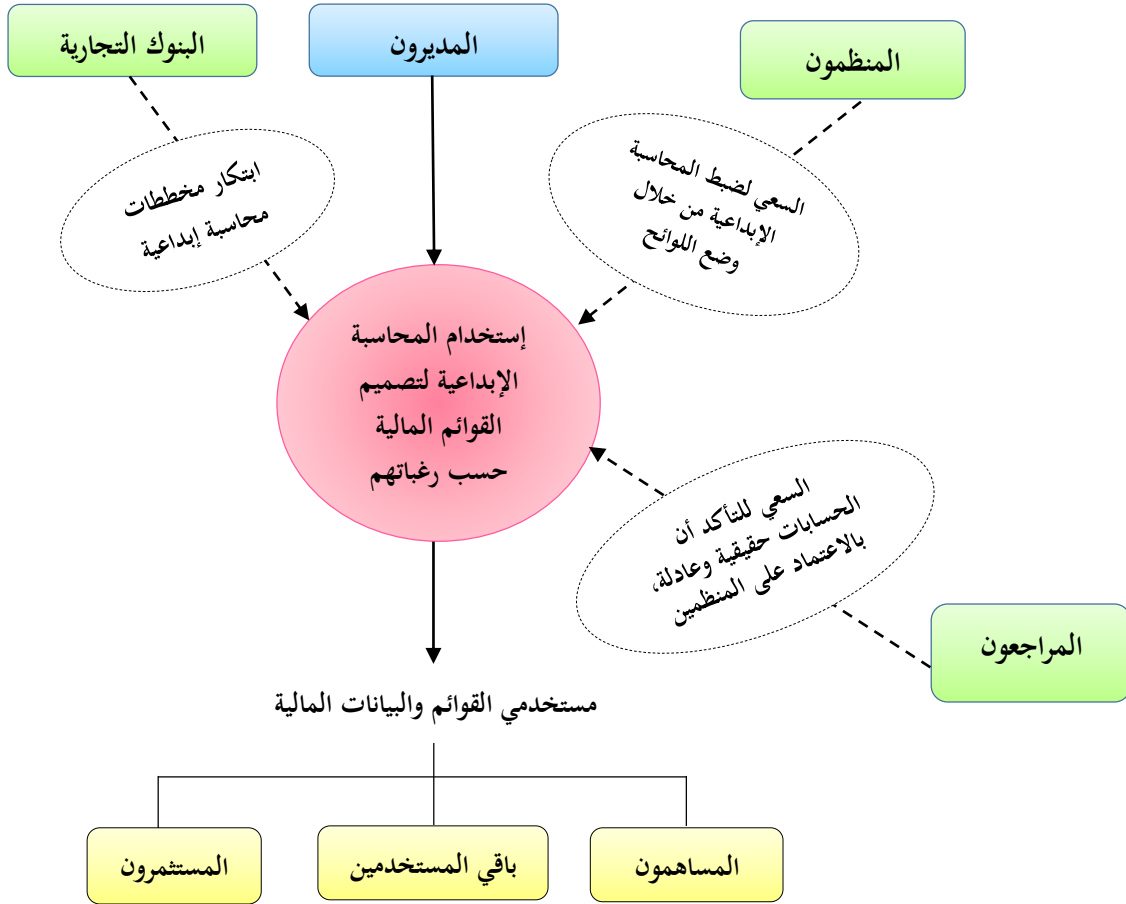 المنظمون
المديرون
البنوك التجارية
السعي لضبط المحاسبة
الإبداعية من خلال
وضع اللوائح
ابتكار مخططات
محاسبة إبداعية
إستخدام المحاسبة
الإبداعية لتصميم
القوائم المالية
حسب رغباتهم
السعي للتأكد أن
الحسابات حقيقية وعادلة،
بالاعتماد على المنظمين
المراجعون
مستخدمي القوائم والبيانات المالية
المساهمون
باقي المستخدمين
المستثمرون